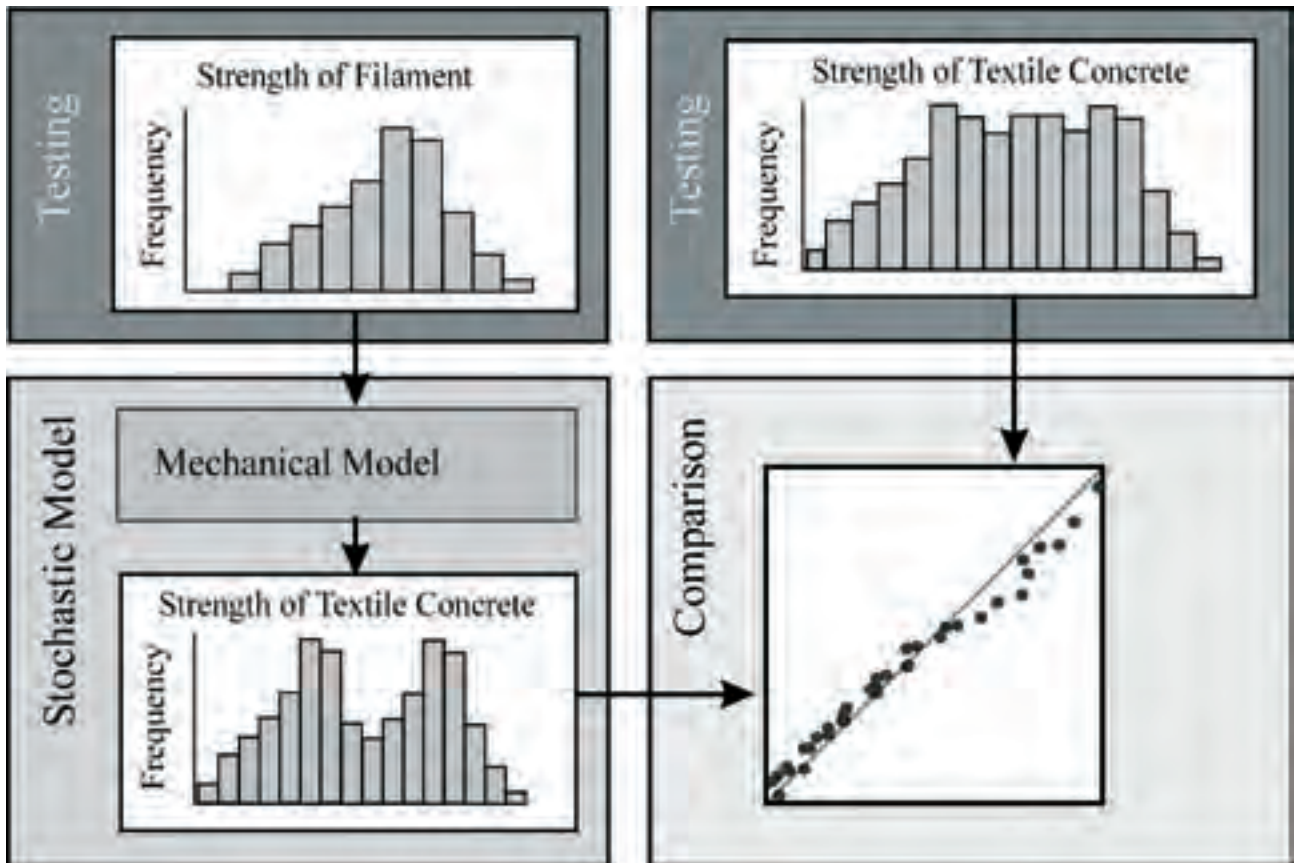 Testing
Strength of Filament
Frequency
Testing
Strength of Textile Concrete
Frequency
Stochastic Model
Mechanical Model
Strength of Textile Concrete
Frequency
Comparison